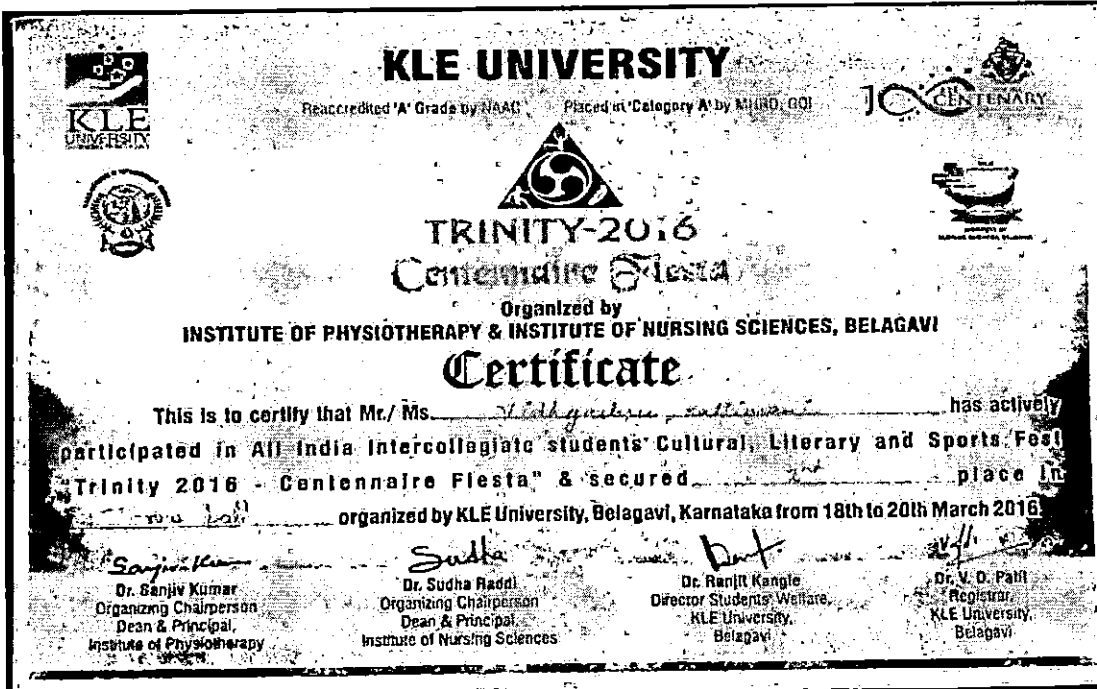 KLE UNIVERSITY
Reaccredited 'A' Grade by NAAC Placed in 'Category A' by MHRD, GOI
KLE
UNIVERSITY
CENTENARY
TRINITY-2016
Centennaire Fiesta
Organized by
INSTITUTE OF PHYSIOTHERAPY & INSTITUTE OF NURSING SCIENCES, BELAGAVI
Certificate
This is to certify that Mr./ Ms. has actively
participated in All India Intercollegiate students' Cultural, Literary and Sports Fest
"Trinity 2016 - Centennaire Fiesta" & secured 2nd place in
organized by KLE University, Belagavi, Karnataka from 18th to 20th March 2016.
Dr. Sanjiv Kumar
Organizing Chairperson
Dean & Principal,
Institute of Physiotherapy
Dr. Sudha Raddi
Organizing Chairperson
Dean & Principal,
Institute of Nursing Sciences
Dr. Ranjit Kangle
Director Students' Welfare,
KLE University,
Belagavi
Dr. V. D. Patil
Registrar,
KLE University,
Belagavi